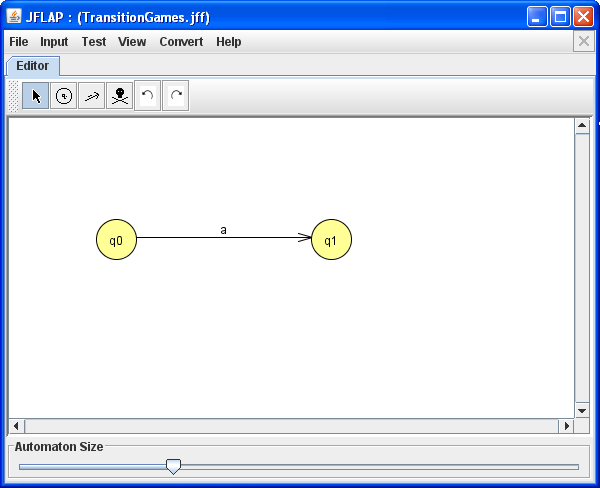 JFLAP : (TransitionGames.jff)
File Input Test View Convert Help
Editor
a
q0 q1
Automaton Size